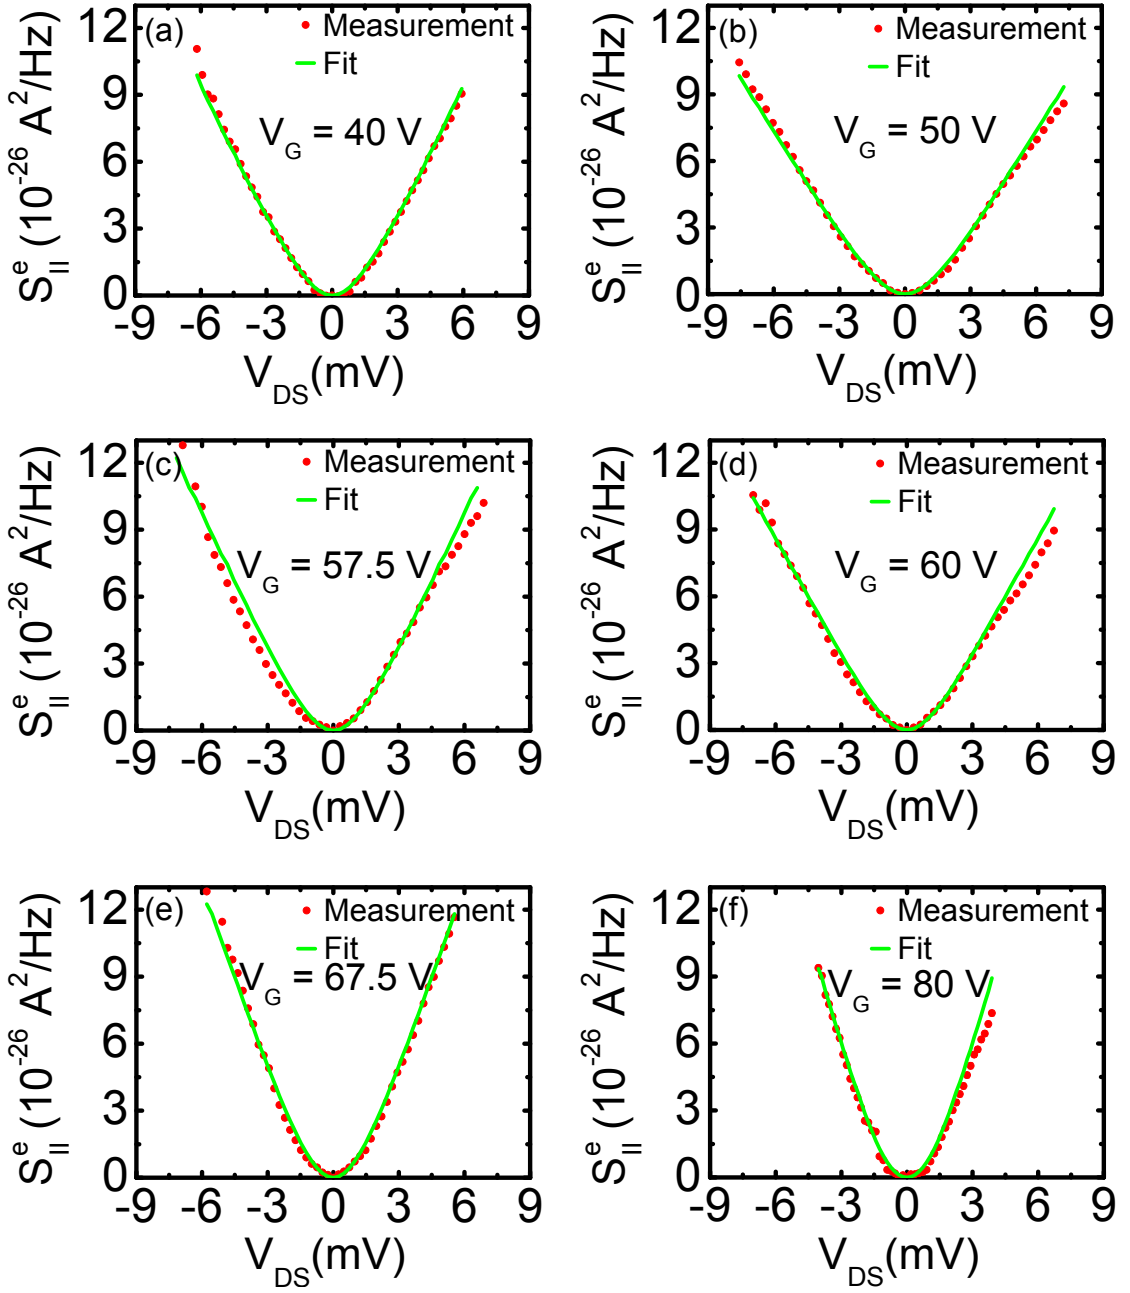 (a)
Measurement
Fit
V_G = 40 V
12
9
6
3
0
-9 -6 -3 0 3 6 9
S_II^e (10^-26 A^2/Hz)
V_DS(mV)
(b)
Measurement
Fit
V_G = 50 V
12
9
6
3
0
-9 -6 -3 0 3 6 9
S_II^e (10^-26 A^2/Hz)
V_DS(mV)
(c)
Measurement
Fit
V_G = 57.5 V
12
9
6
3
0
-9 -6 -3 0 3 6 9
S_II^e (10^-26 A^2/Hz)
V_DS(mV)
(d)
Measurement
Fit
V_G = 60 V
12
9
6
3
0
-9 -6 -3 0 3 6 9
S_II^e (10^-26 A^2/Hz)
V_DS(mV)
(e)
Measurement
Fit
V_G = 67.5 V
12
9
6
3
0
-9 -6 -3 0 3 6 9
S_II^e (10^-26 A^2/Hz)
V_DS(mV)
(f)
Measurement
Fit
V_G = 80 V
12
9
6
3
0
-9 -6 -3 0 3 6 9
S_II^e (10^-26 A^2/Hz)
V_DS(mV)